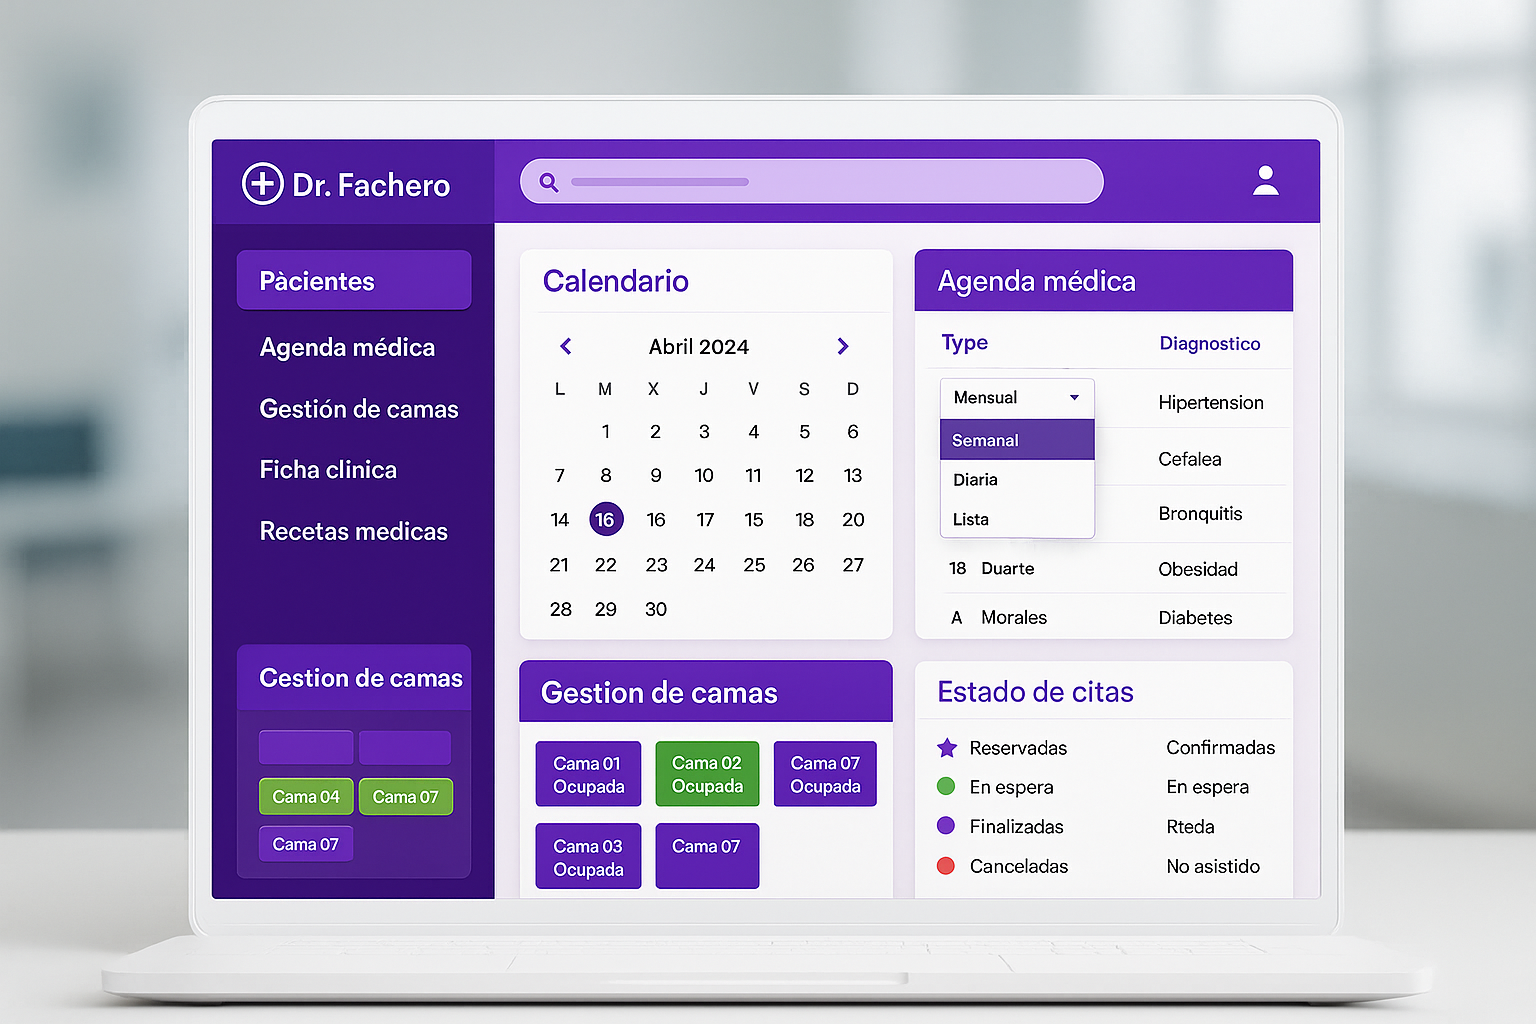 Dr. Fachero
Pàcientes
Agenda médica
Gestión de camas
Ficha clinica
Recetas medicas
Cestion de camas
Cama 04 Cama 07
Cama 07
Calendario
Abril 2024
L M X J V S D
1 2 3 4 5 6
7 8 9 10 11 12 13
14 16 16 17 15 18 20
21 22 23 24 25 26 27
28 29 30
Agenda médica
Type Diagnostico
Mensual Hipertension
Semanal
Cefalea
Diaria
Lista Bronquitis
18 Duarte Obesidad
A Morales Diabetes
Gestion de camas
Cama 01
Ocupada
Cama 02
Ocupada
Cama 07
Ocupada
Cama 03
Ocupada
Cama 07
Estado de citas
Reservadas Confirmadas
En espera En espera
Finalizadas Rteda
Canceladas No asistido